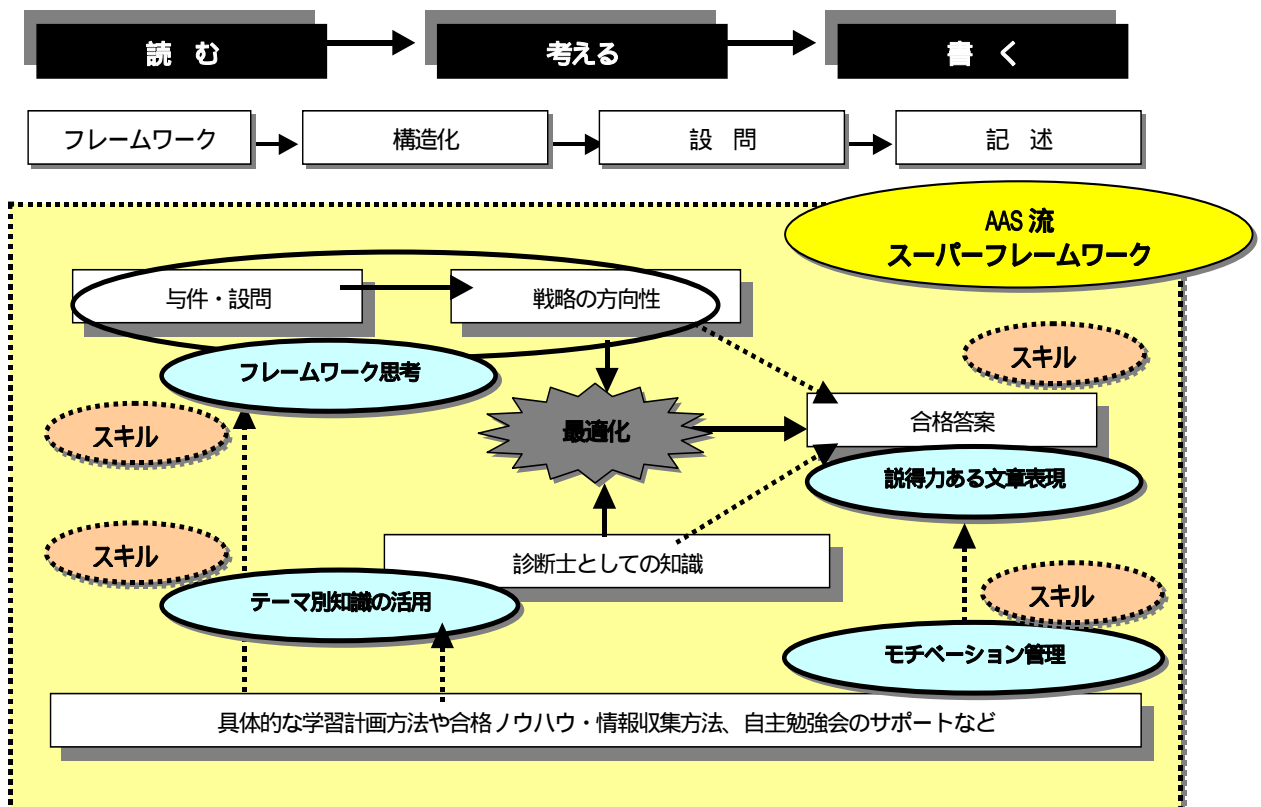 読 む
考える
書 く
フレームワーク
構造化
設 問
記 述
AAS 流
スーパーフレームワーク
与件・設問
戦略の方向性
スキル
フレームワーク思考
スキル
最適化
合格答案
説得力ある文章表現
スキル
診断士としての知識
テーマ別知識の活用
スキル
モチベーション管理
具体的な学習計画方法や合格ノウハウ・情報収集方法、自主勉強会のサポートなど